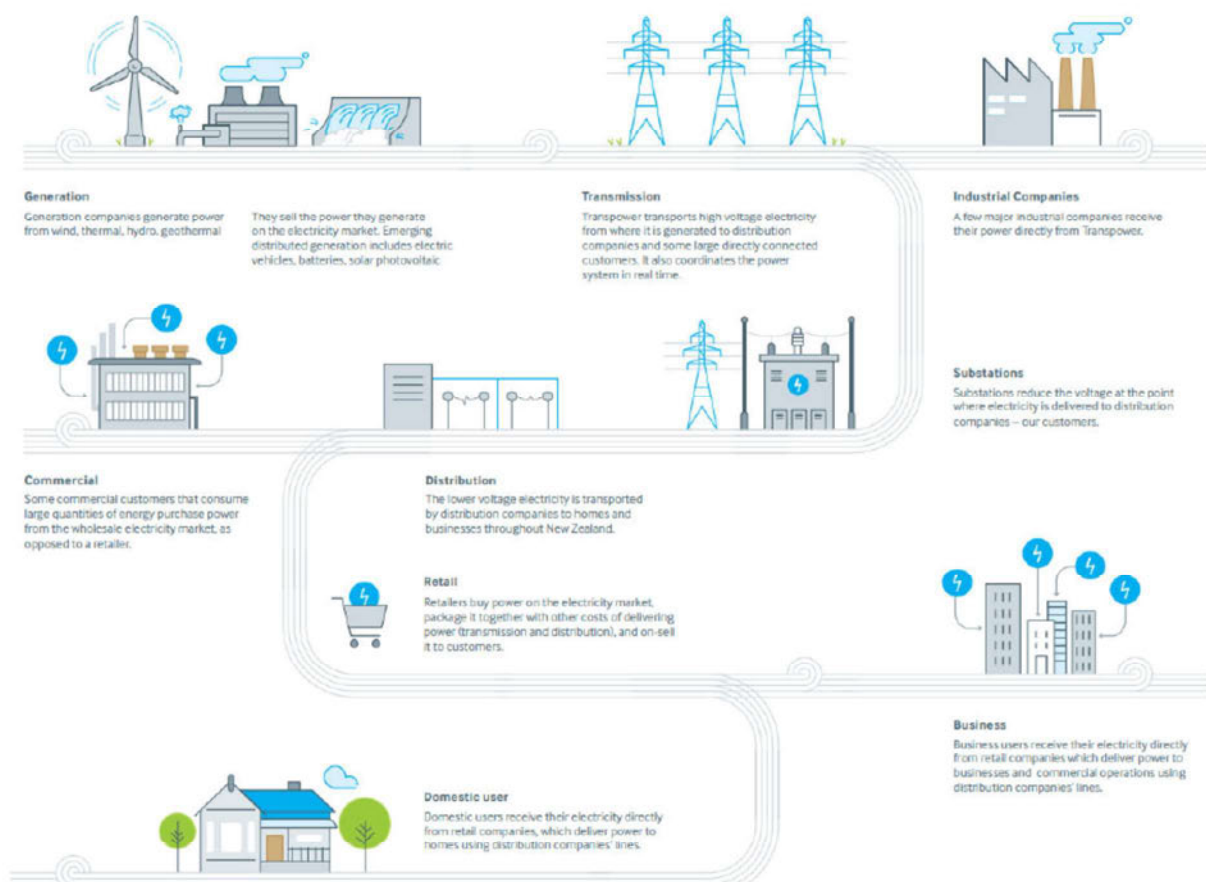 Generation
Generation companies generate power
from wind, thermal, hydro, geothermal
They sell the power they generate
on the electricity market. Emerging
distributed generation includes electric
vehicles, batteries, solar photovoltaic
Transmission
Transpower transports high voltage electricity
from where it is generated to distribution
companies and some large directly connected
customers. It also coordinates the power
system in real time.
Industrial Companies
A few major industrial companies receive
their power directly from Transpower.
Substations
Substations reduce the voltage at the point
where electricity is delivered to distribution
companies – our customers.
Commercial
Some commercial customers that consume
large quantities of energy purchase power
from the wholesale electricity market, as
opposed to a retailer.
Distribution
The lower voltage electricity is transported
by distribution companies to homes and
businesses throughout New Zealand.
Retail
Retailers buy power on the electricity market,
package it together with other costs of delivering
power (transmission and distribution), and on-sell
it to customers.
Business
Business users receive their electricity directly
from retail companies which deliver power to
businesses and commercial operations using
distribution companies' lines.
Domestic user
Domestic users receive their electricity directly
from retail companies, which deliver power to
homes using distribution companies' lines.